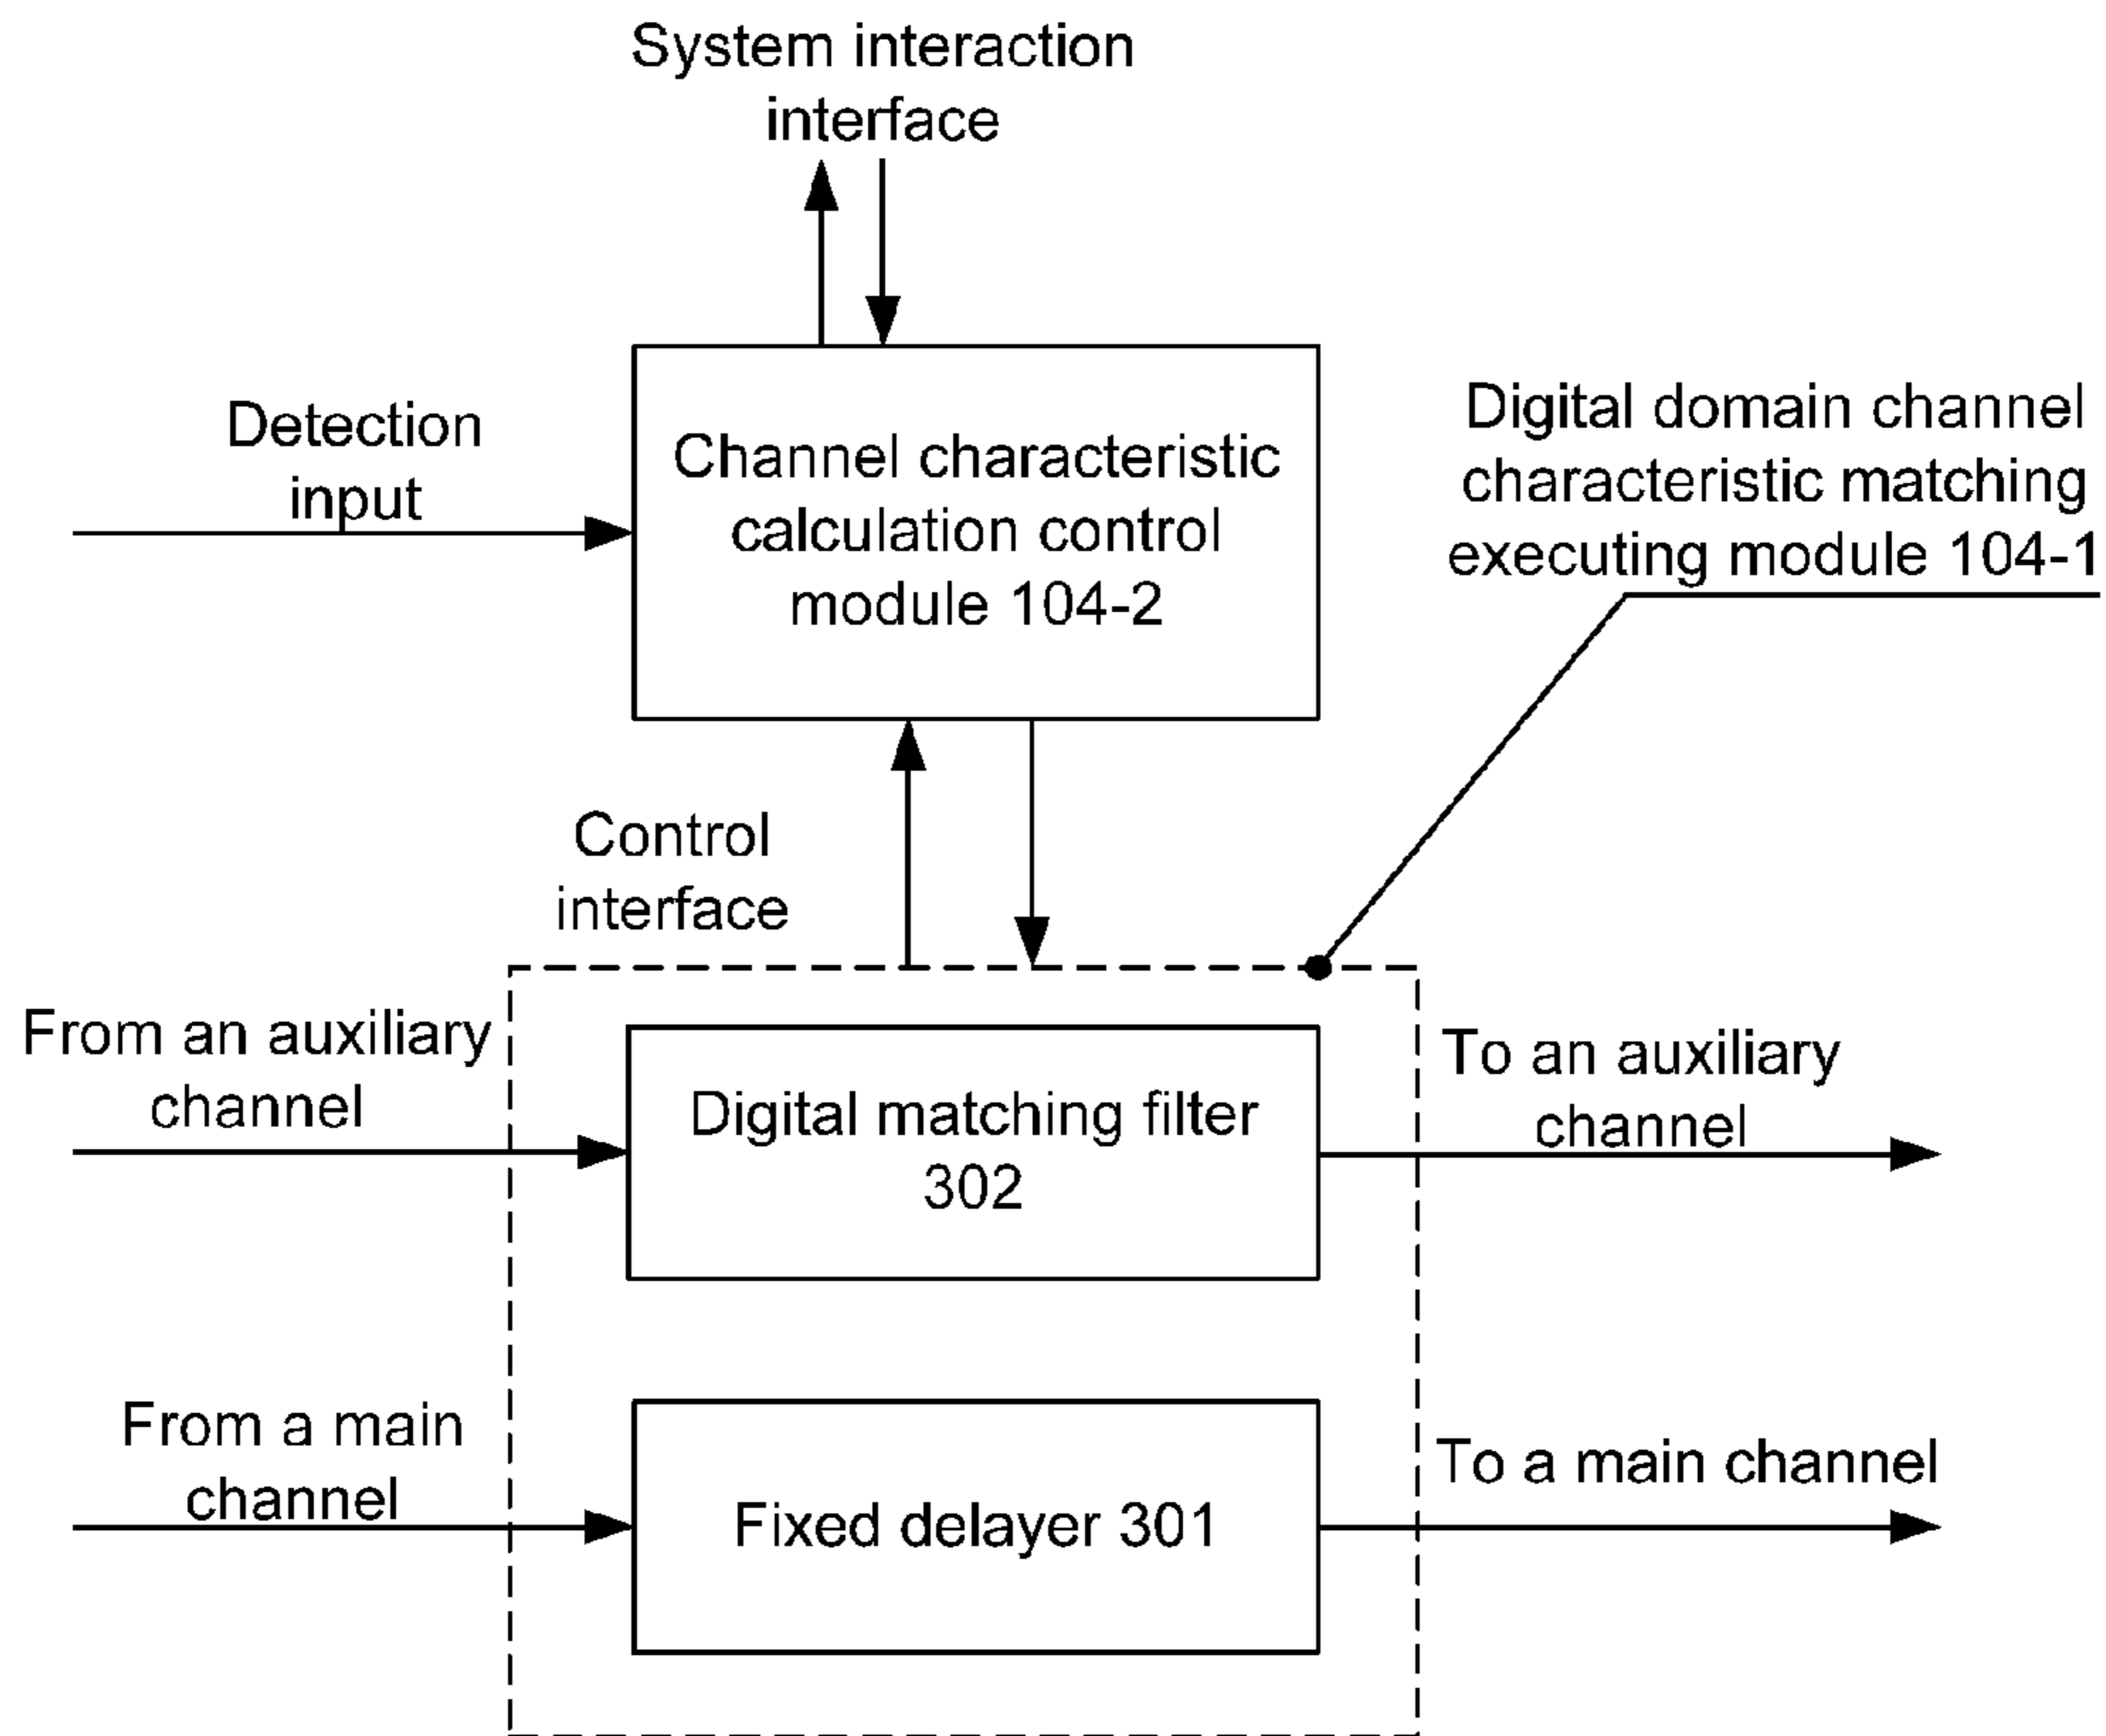 System interaction
interface
Detection
input
Channel characteristic
calculation control
module 104-2
Digital domain channel
characteristic matching
executing module 104-1
Control
interface
From an auxiliary
channel
Digital matching filter
302
To an auxiliary
channel
From a main
channel
Fixed delayer 301
To a main channel